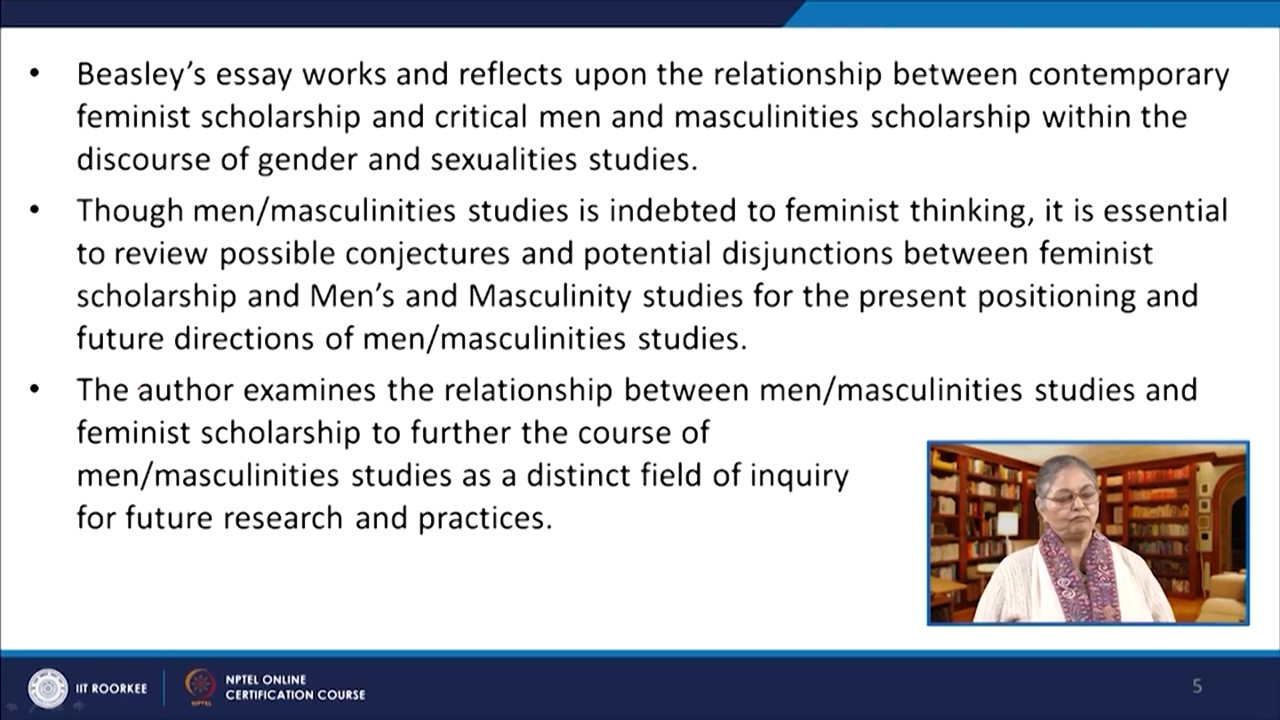 • Beasley’s essay works and reflects upon the relationship between contemporary
feminist scholarship and critical men and masculinities scholarship within the
discourse of gender and sexualities studies.
• Though men/masculinities studies is indebted to feminist thinking, it is essential
to review possible conjectures and potential disjunctions between feminist
scholarship and Men’s and Masculinity studies for the present positioning and
future directions of men/masculinities studies.
• The author examines the relationship between men/masculinities studies and
feminist scholarship to further the course of
men/masculinities studies as a distinct field of inquiry
for future research and practices.
IIT ROORKEE
NPTEL
NPTEL ONLINE
CERTIFICATION COURSE
5